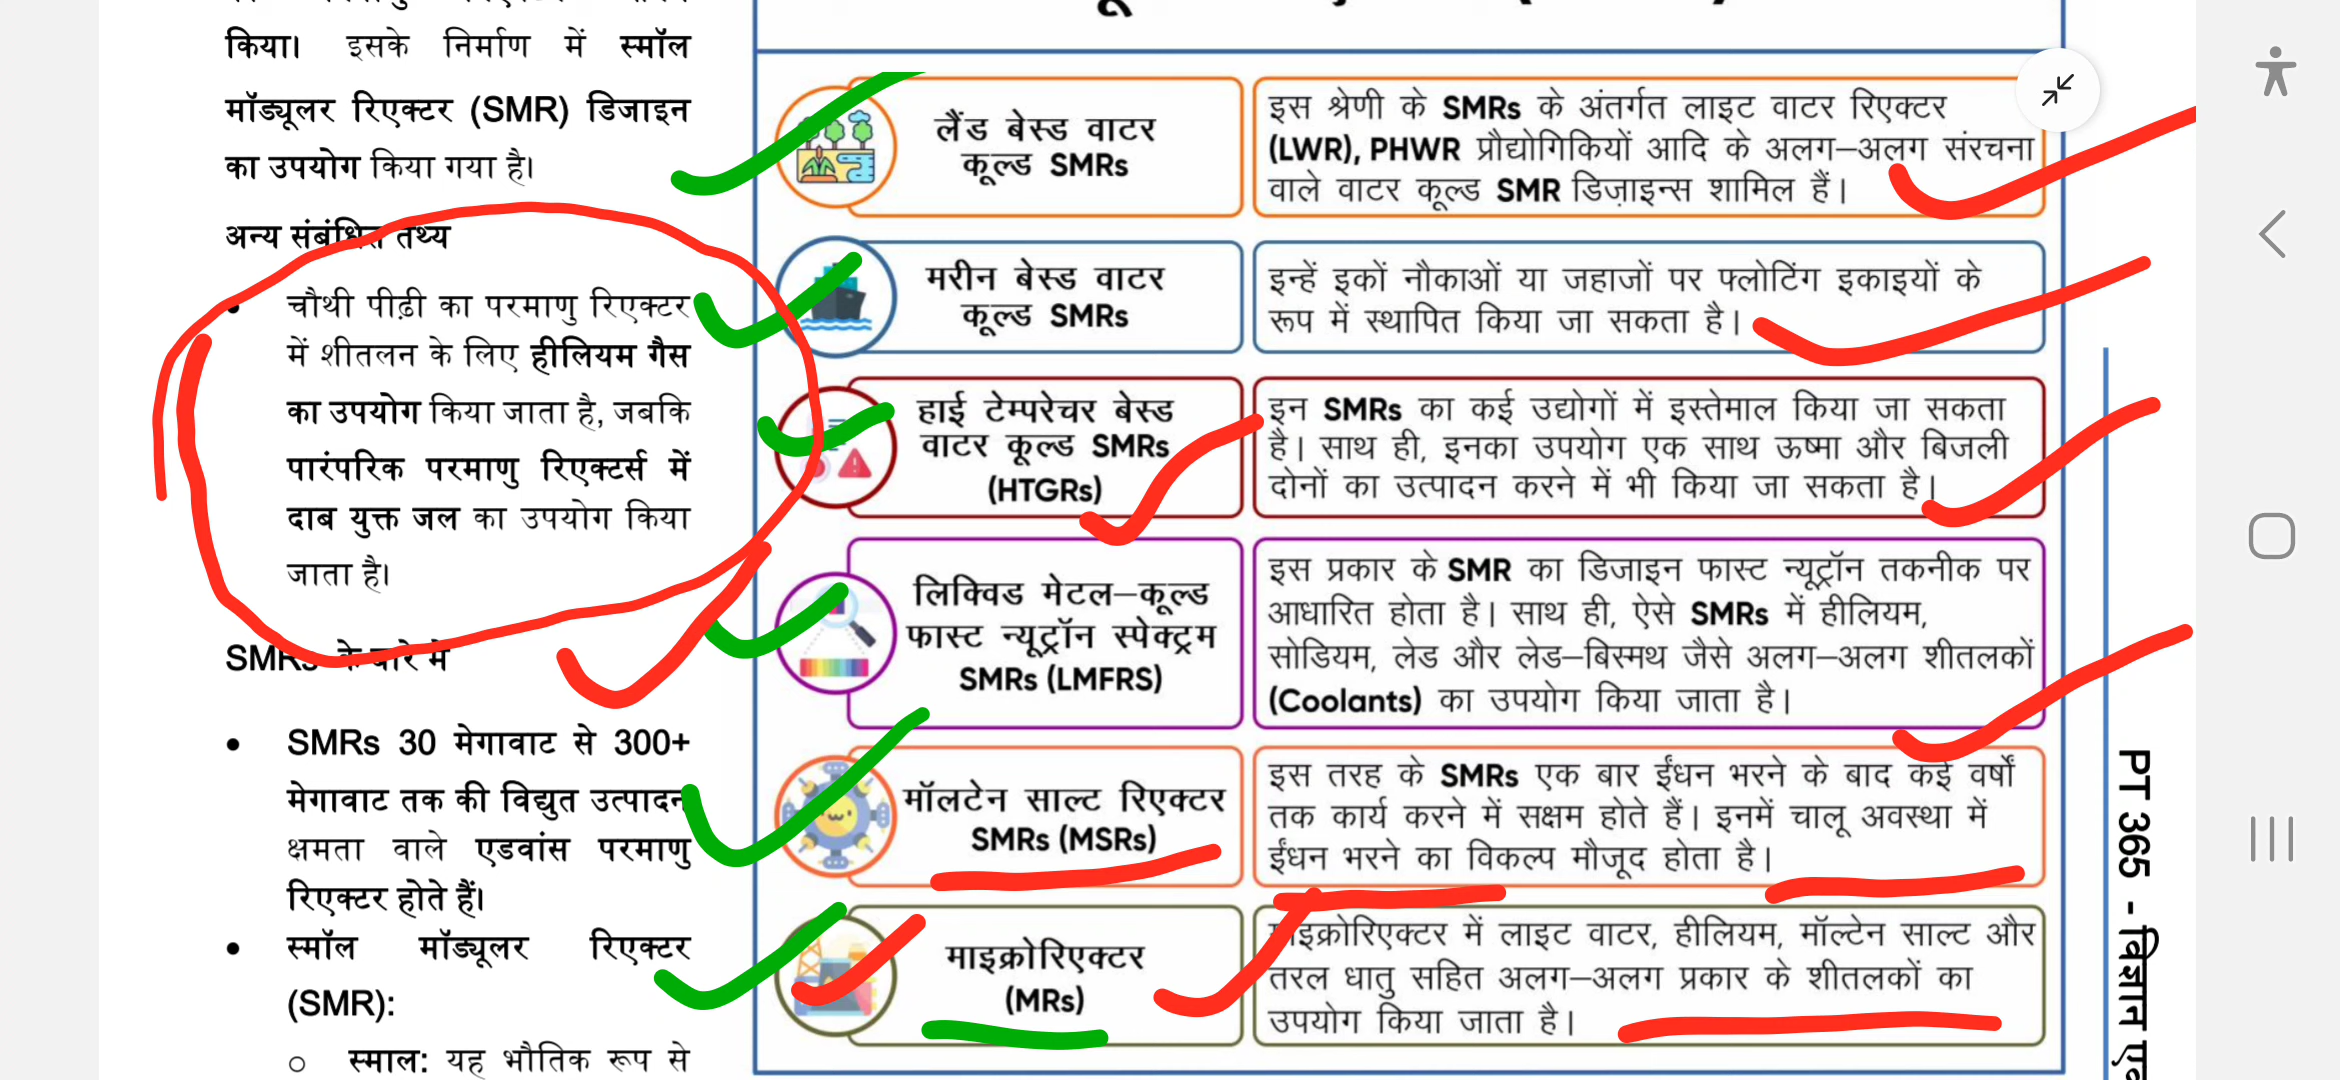 किया। इसके निर्माण में स्मॉल
मॉड्यूलर रिएक्टर (SMR) डिजाइन
का उपयोग किया गया है।
अन्य संबंधित तथ्य
• चौथी पीढ़ी का परमाणु रिएक्टर
में शीतलन के लिए हीलियम गैस
का उपयोग किया जाता है, जबकि
पारंपरिक परमाणु रिएक्टर्स में
दाब युक्त जल का उपयोग किया
जाता है।
SMRs के बारे में
• SMRs 30 मेगावाट से 300+
मेगावाट तक की विद्युत उत्पादन
क्षमता वाले एडवांस परमाणु
रिएक्टर होते हैं।
• स्मॉल मॉड्यूलर रिएक्टर
(SMR):
○ स्माल: यह भौतिक रूप से
लैंड बेस्ड वाटर
कूल्ड SMRs
इस श्रेणी के SMRs के अंतर्गत लाइट वाटर रिएक्टर
(LWR), PHWR प्रौद्योगिकियों आदि के अलग–अलग संरचना
वाले वाटर कूल्ड SMR डिज़ाइन्स शामिल हैं।
मरीन बेस्ड वाटर
कूल्ड SMRs
इन्हें इकों नौकाओं या जहाजों पर फ्लोटिंग इकाइयों के
रूप में स्थापित किया जा सकता है।
हाई टेम्परेचर बेस्ड
वाटर कूल्ड SMRs
(HTGRs)
इन SMRs का कई उद्योगों में इस्तेमाल किया जा सकता
है। साथ ही, इनका उपयोग एक साथ ऊष्मा और बिजली
दोनों का उत्पादन करने में भी किया जा सकता है।
लिक्विड मेटल–कूल्ड
फास्ट न्यूट्रॉन स्पेक्ट्रम
SMRs (LMFRS)
इस प्रकार के SMR का डिजाइन फास्ट न्यूट्रॉन तकनीक पर
आधारित होता है। साथ ही, ऐसे SMRs में हीलियम,
सोडियम, लेड और लेड–बिस्मथ जैसे अलग–अलग शीतलकों
(Coolants) का उपयोग किया जाता है।
मॉलटेन साल्ट रिएक्टर
SMRs (MSRs)
इस तरह के SMRs एक बार ईंधन भरने के बाद कई वर्षों
तक कार्य करने में सक्षम होते हैं। इनमें चालू अवस्था में
ईंधन भरने का विकल्प मौजूद होता है।
माइक्रोरिएक्टर
(MRs)
माइक्रोरिएक्टर में लाइट वाटर, हीलियम, मॉल्टेन साल्ट और
तरल धातु सहित अलग–अलग प्रकार के शीतलकों का
उपयोग किया जाता है।
PT 365 - विज्ञान